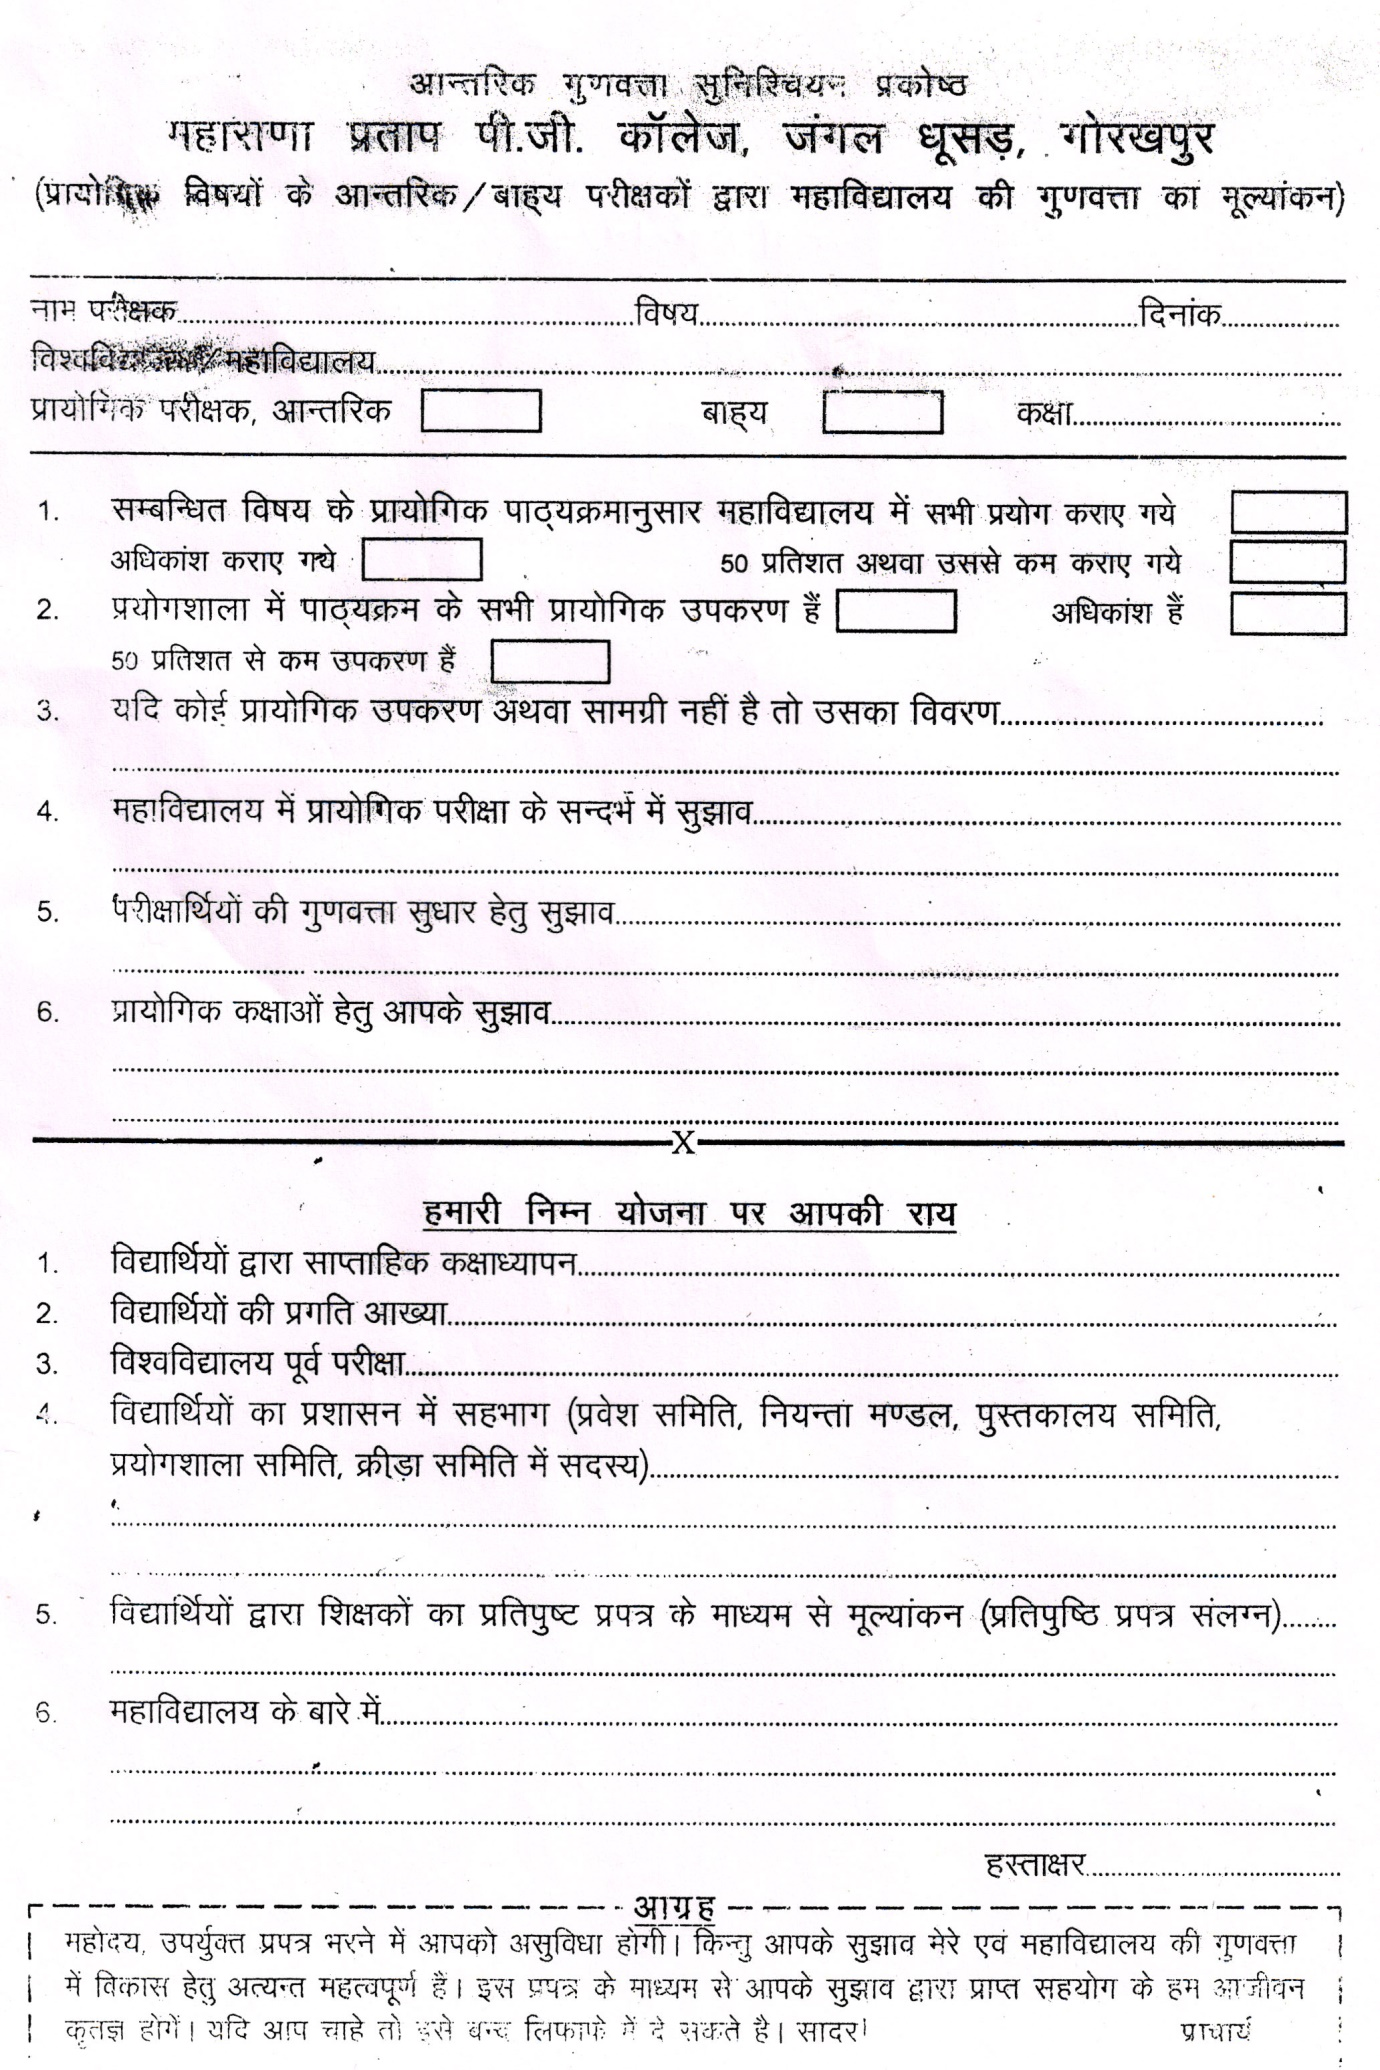 आन्तरिक गुणवत्ता सुनिश्चियन प्रकोष्ठ
महाराणा प्रताप पी.जी. कॉलेज, जंगल धूसड़, गोरखपुर
(प्रायोगिक विषयों के आन्तरिक/बाह्य परीक्षकों द्वारा महाविद्यालय की गुणवत्ता का मूल्यांकन)
नाम परीक्षक........................विषय........................दिनांक............
विश्वविद्यालय/महाविद्यालय........................
प्रायोगिक परीक्षक, आन्तरिक बाह्य कक्षा............
1. सम्बन्धित विषय के प्रायोगिक पाठ्यक्रमानुसार महाविद्यालय में सभी प्रयोग कराए गये
अधिकांश कराए गये 50 प्रतिशत अथवा उससे कम कराए गये
2. प्रयोगशाला में पाठ्यक्रम के सभी प्रायोगिक उपकरण हैं अधिकांश हैं
50 प्रतिशत से कम उपकरण हैं
3. यदि कोई प्रायोगिक उपकरण अथवा सामग्री नहीं है तो उसका विवरण............
4. महाविद्यालय में प्रायोगिक परीक्षा के सन्दर्भ में सुझाव............
5. परीक्षार्थियों की गुणवत्ता सुधार हेतु सुझाव............
6. प्रायोगिक कक्षाओं हेतु आपके सुझाव............
X
हमारी निम्न योजना पर आपकी राय
1. विद्यार्थियों द्वारा साप्ताहिक कक्षाध्यापन............
2. विद्यार्थियों की प्रगति आख्या............
3. विश्वविद्यालय पूर्व परीक्षा............
4. विद्यार्थियों का प्रशासन में सहभाग (प्रवेश समिति, नियन्ता मण्डल, पुस्तकालय समिति,
प्रयोगशाला समिति, क्रीड़ा समिति में सदस्य)............
5. विद्यार्थियों द्वारा शिक्षकों का प्रतिपुष्ट प्रपत्र के माध्यम से मूल्यांकन (प्रतिपुष्ठि प्रपत्र संलग्न)........
6. महाविद्यालय के बारे में............
हस्ताक्षर............
आग्रह
महोदय, उपर्युक्त प्रपत्र भरने में आपको असुविधा होगी। किन्तु आपके सुझाव मेरे एवं महाविद्यालय की गुणवत्ता
में विकास हेतु अत्यन्त महत्वपूर्ण हैं। इस प्रपत्र के माध्यम से आपके सुझाव द्वारा प्राप्त सहयोग के हम आजीवन
कृतज्ञ होगें। यदि आप चाहे तो इसे बन्द लिफाफे में दे सकते है। सादर। प्राचार्य